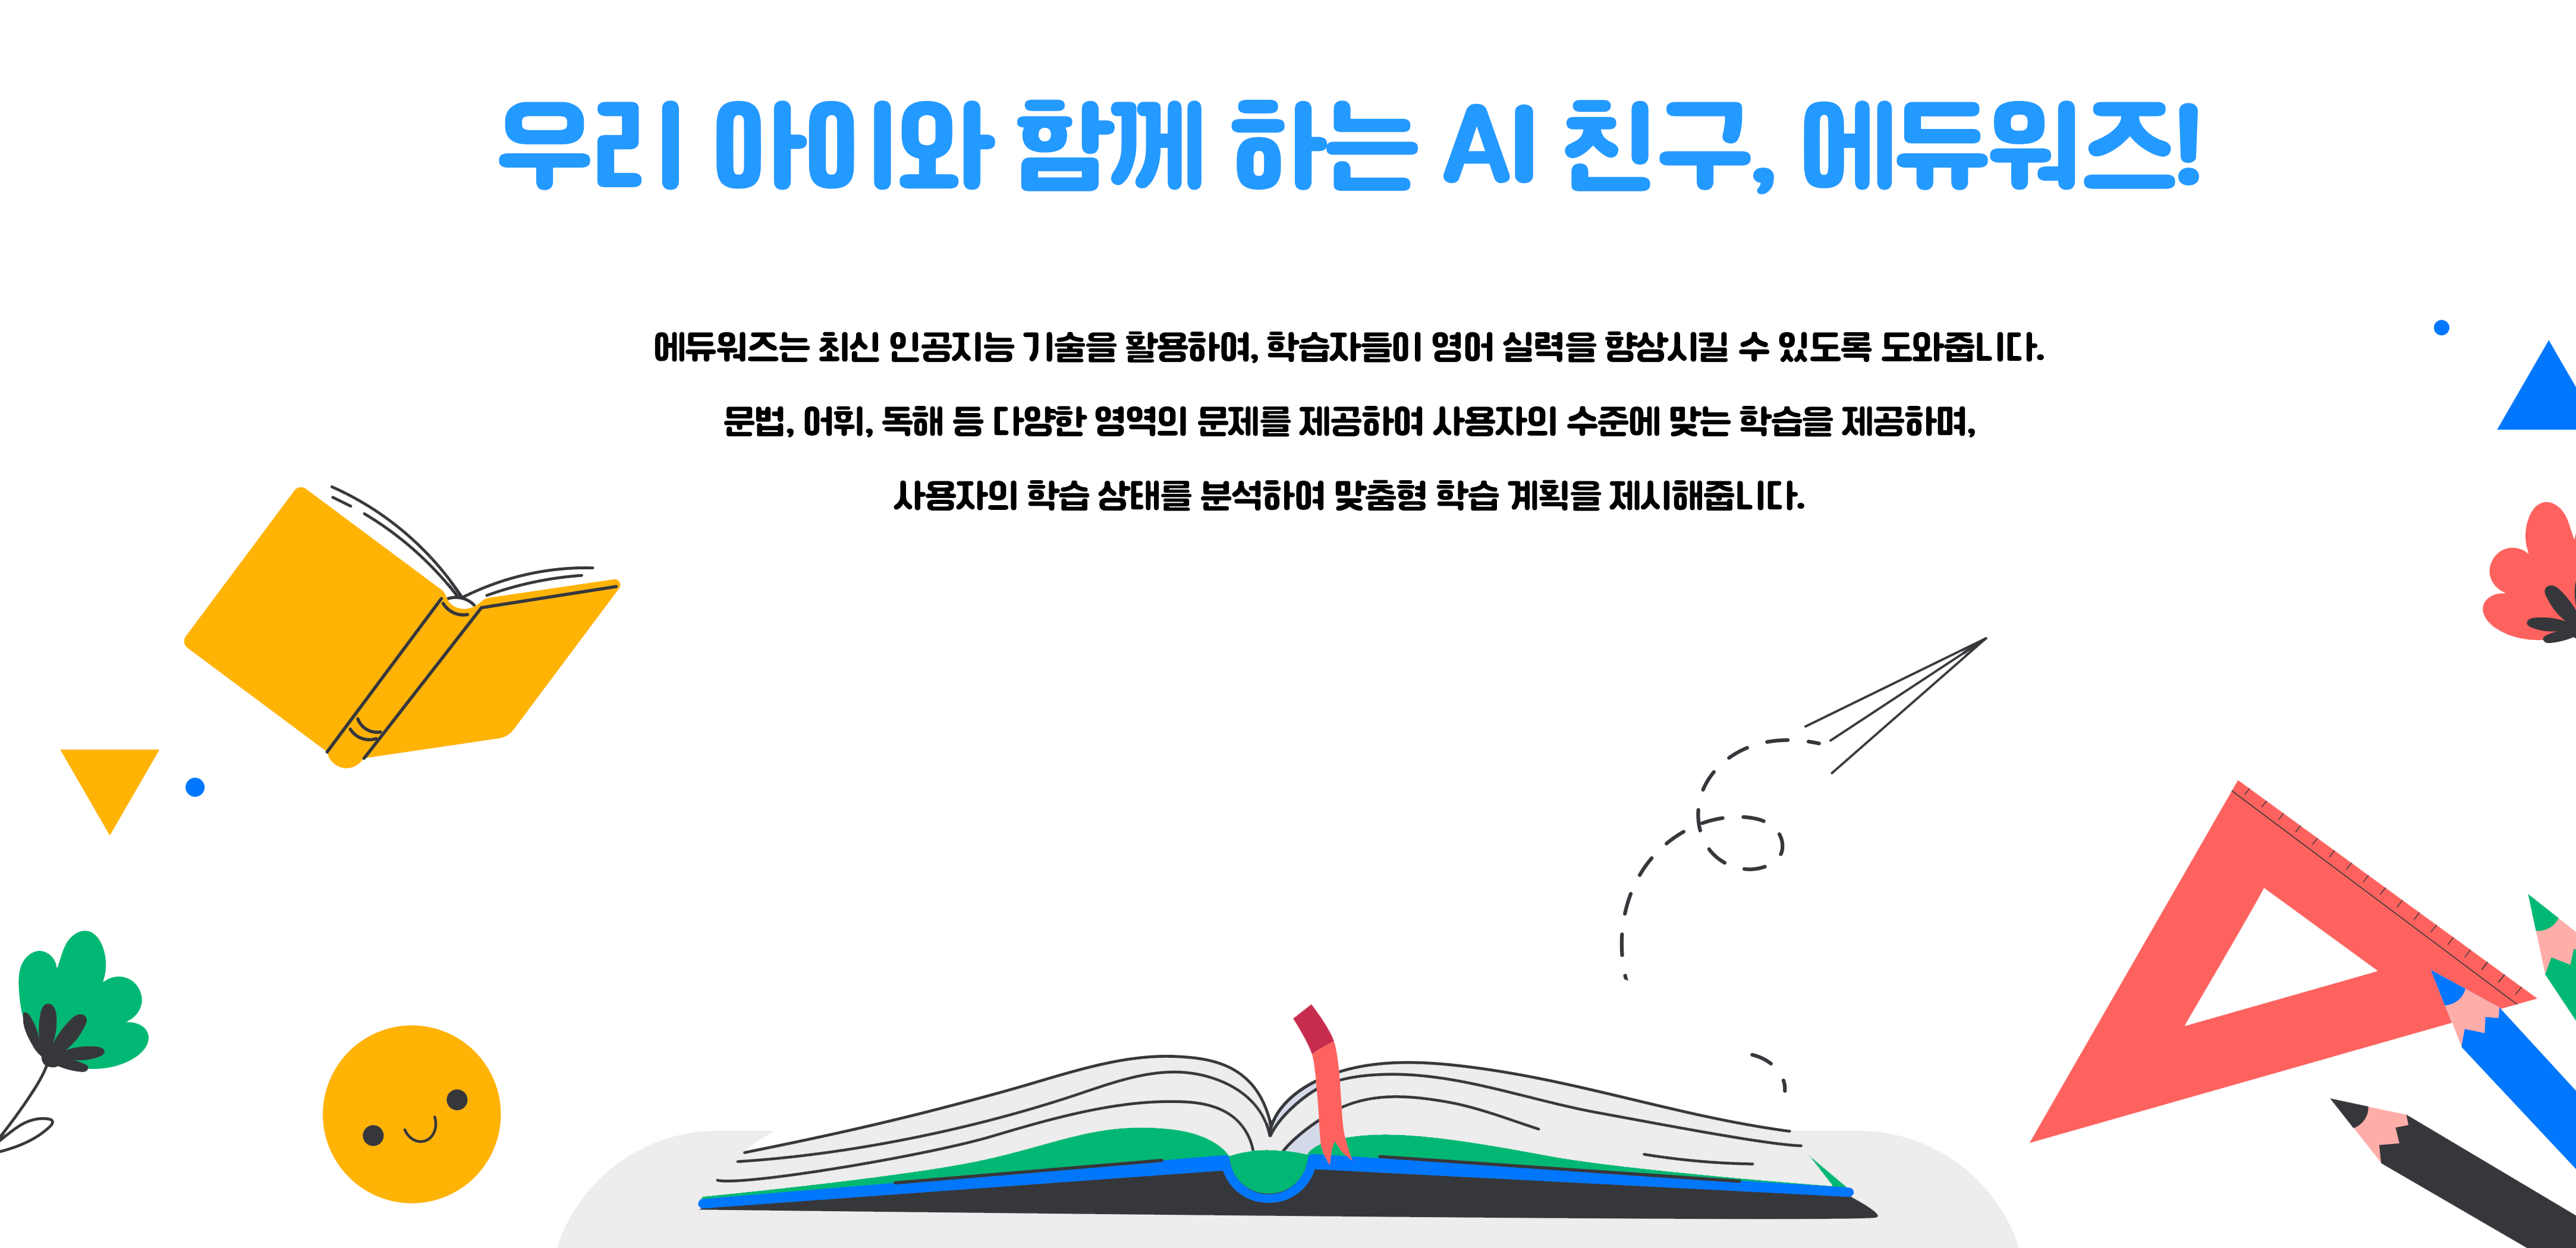 우리 아이와 함께 하는 AI 친구, 에듀워즈!
에듀워즈는 최신 인공지능 기술을 활용하여, 학습자들이 영어 실력을 향상시킬 수 있도록 도와줍니다.
문법, 어휘, 독해 등 다양한 영역의 문제를 제공하여 사용자의 수준에 맞는 학습을 제공하며,
사용자의 학습 상태를 분석하여 맞춤형 학습 계획을 제시해줍니다.